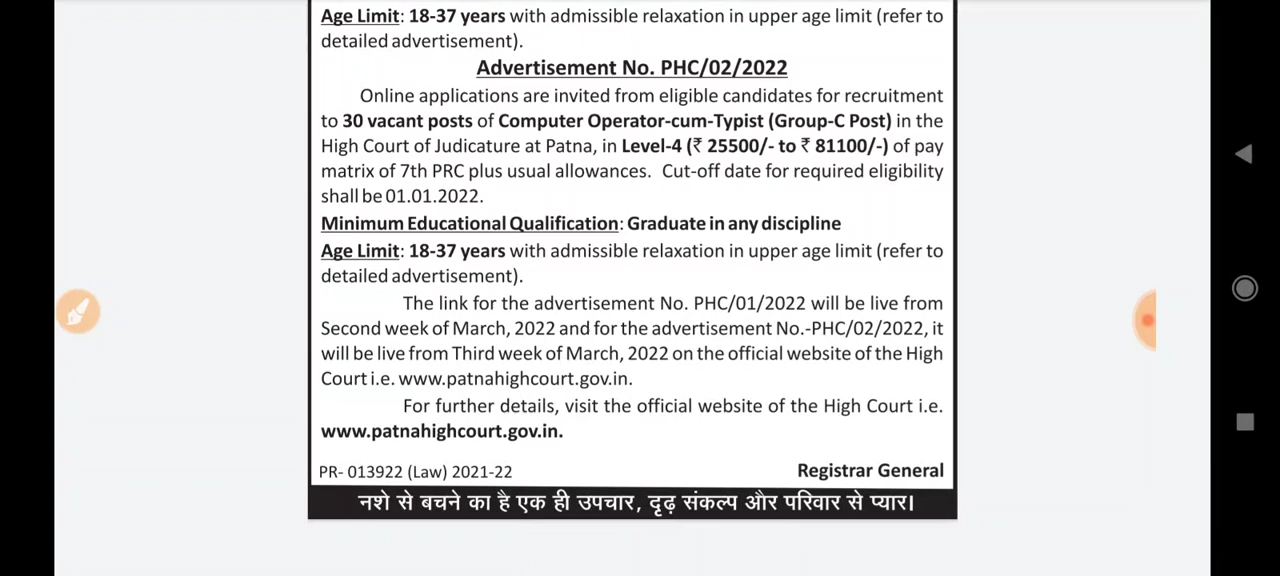 Age Limit: 18-37 years with admissible relaxation in upper age limit (refer to
detailed advertisement).
Advertisement No. PHC/02/2022
Online applications are invited from eligible candidates for recruitment
to 30 vacant posts of Computer Operator-cum-Typist (Group-C Post) in the
High Court of Judicature at Patna, in Level-4 (₹ 25500/- to ₹ 81100/-) of pay
matrix of 7th PRC plus usual allowances. Cut-off date for required eligibility
shall be 01.01.2022.
Minimum Educational Qualification: Graduate in any discipline
Age Limit: 18-37 years with admissible relaxation in upper age limit (refer to
detailed advertisement).
The link for the advertisement No. PHC/01/2022 will be live from
Second week of March, 2022 and for the advertisement No.-PHC/02/2022, it
will be live from Third week of March, 2022 on the official website of the High
Court i.e. www.patnahighcourt.gov.in.
For further details, visit the official website of the High Court i.e.
www.patnahighcourt.gov.in.
PR- 013922 (Law) 2021-22 Registrar General
नशे से बचने का है एक ही उपचार, दृढ़ संकल्प और परिवार से प्यार।